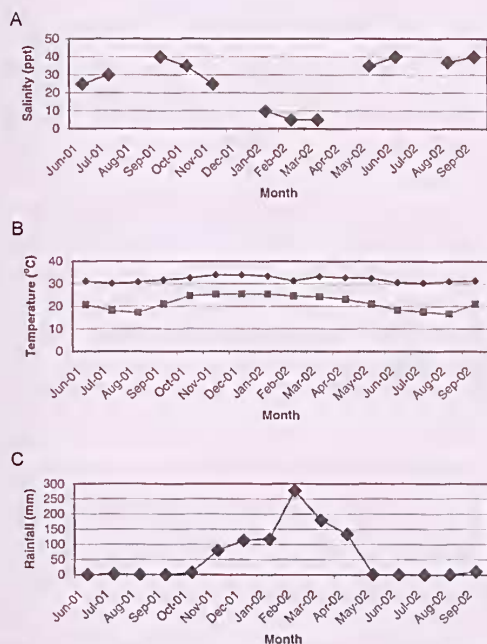 A
Salinity (ppt)
50
40
30
20
10
0
Jun-01 Jul-01 Aug-01 Sep-01 Oct-01 Nov-01 Dec-01 Jan-02 Feb-02 Mar-02 Apr-02 May-02 Jun-02 Jul-02 Aug-02 Sep-02
Month
B
Temperature (°C)
40
30
20
10
0
Jun-01 Jul-01 Aug-01 Sep-01 Oct-01 Nov-01 Dec-01 Jan-02 Feb-02 Mar-02 Apr-02 May-02 Jun-02 Jul-02 Aug-02 Sep-02
Month
C
Rainfall (mm)
300
250
200
150
100
50
0
Jun-01 Jul-01 Aug-01 Sep-01 Oct-01 Nov-01 Dec-01 Jan-02 Feb-02 Mar-02 Apr-02 May-02 Jun-02 Jul-02 Aug-02 Sep-02
Month